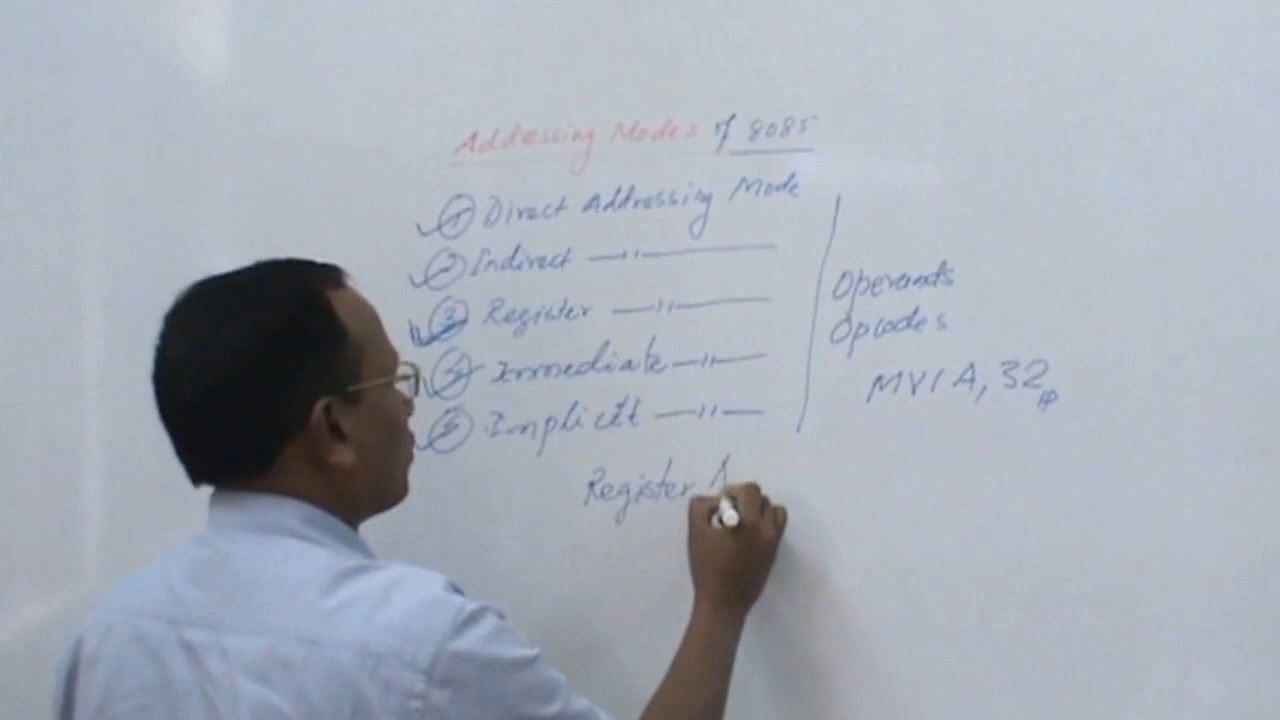 Addressing Modes of 8085
① Direct Addressing Mode
② Indirect —"—
③ Register —"—
④ Immediate —"—
⑤ Implicit —"—
Operands
Opcodes
MVI A, 32
Register A